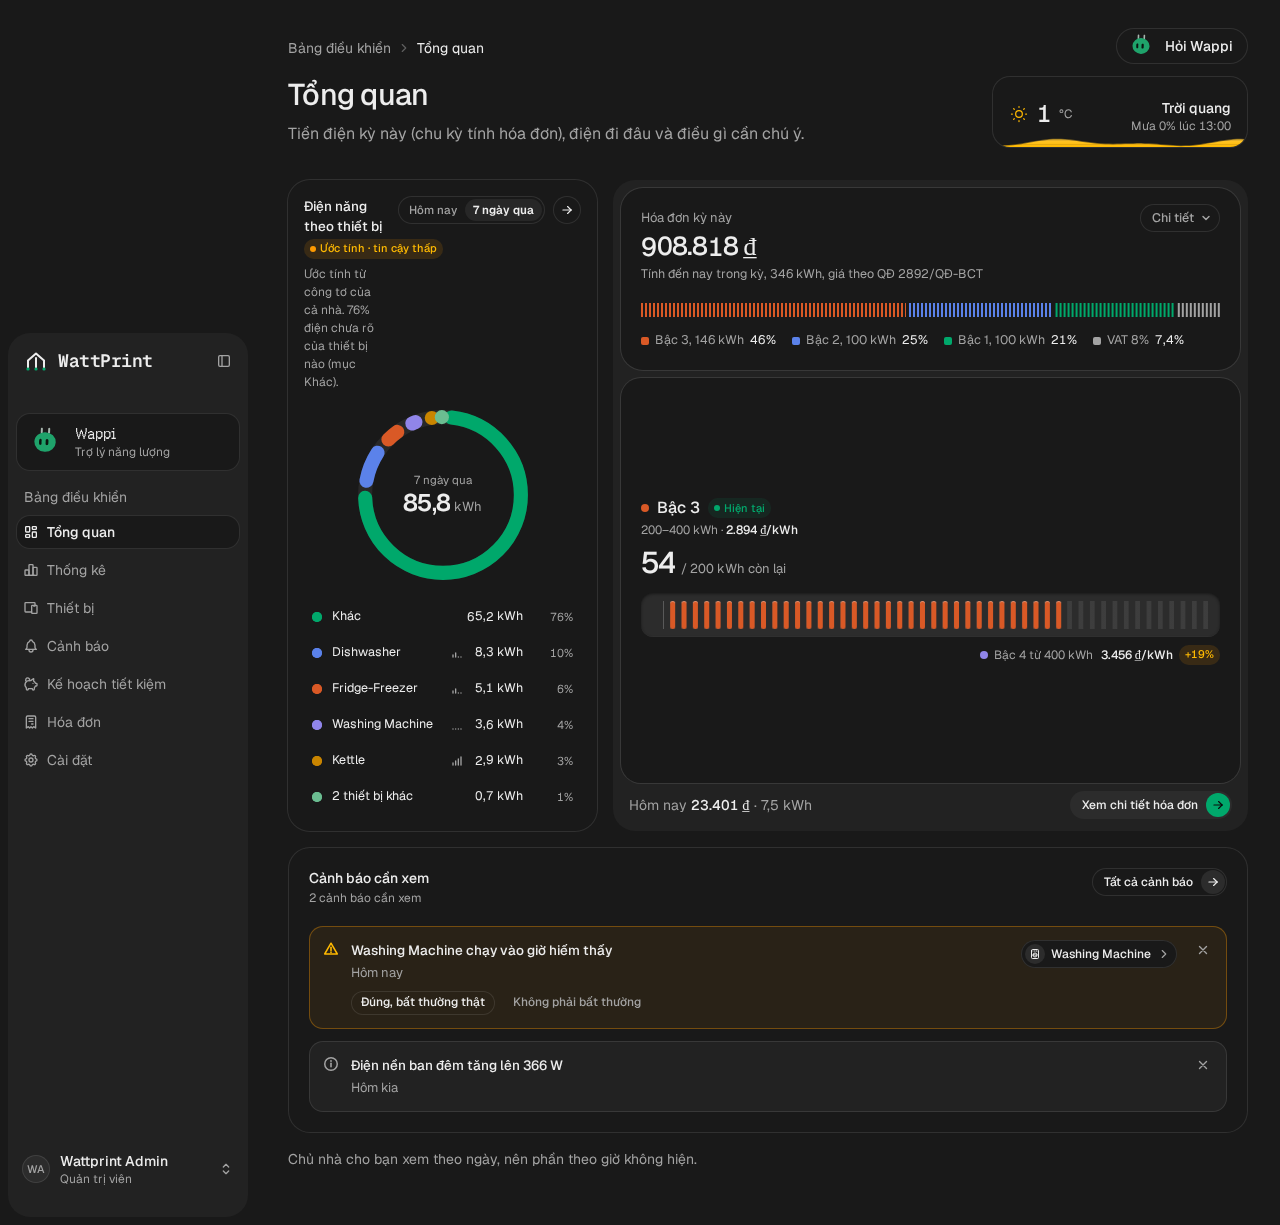 Bảng điều khiển > Tổng quan
Hỏi Wappi
Tổng quan
Tiền điện kỳ này (chu kỳ tính hóa đơn), điện đi đâu và điều gì cần chú ý.
1 °C
Trời quang
Mưa 0% lúc 13:00
WattPrint
Wappi
Trợ lý năng lượng
Bảng điều khiển
Tổng quan
Thống kê
Thiết bị
Cảnh báo
Kế hoạch tiết kiệm
Hóa đơn
Cài đặt
WA
Wattprint Admin
Quản trị viên
Điện năng
theo thiết bị
Hôm nay 7 ngày qua
Ước tính · tin cậy thấp
Ước tính từ
công tơ của
cả nhà. 76%
điện chưa rõ
của thiết bị
nào (mục
Khác).
7 ngày qua
85,8 kWh
Khác 65,2 kWh 76%
Dishwasher 8,3 kWh 10%
Fridge-Freezer 5,1 kWh 6%
Washing Machine 3,6 kWh 4%
Kettle 2,9 kWh 3%
2 thiết bị khác 0,7 kWh 1%
Hóa đơn kỳ này
Chi tiết
908.818 ₫
Tính đến nay trong kỳ, 346 kWh, giá theo QĐ 2892/QĐ-BCT
Bậc 3, 146 kWh 46% Bậc 2, 100 kWh 25% Bậc 1, 100 kWh 21% VAT 8% 7,4%
Bậc 3 Hiện tại
200–400 kWh · 2.894 ₫/kWh
54 / 200 kWh còn lại
Bậc 4 từ 400 kWh 3.456 ₫/kWh +19%
Hôm nay 23.401 ₫ · 7,5 kWh
Xem chi tiết hóa đơn
Cảnh báo cần xem
2 cảnh báo cần xem
Tất cả cảnh báo
Washing Machine chạy vào giờ hiếm thấy
Hôm nay
Washing Machine
Đúng, bất thường thật
Không phải bất thường
Điện nền ban đêm tăng lên 366 W
Hôm kia
Chủ nhà cho bạn xem theo ngày, nên phần theo giờ không hiện.